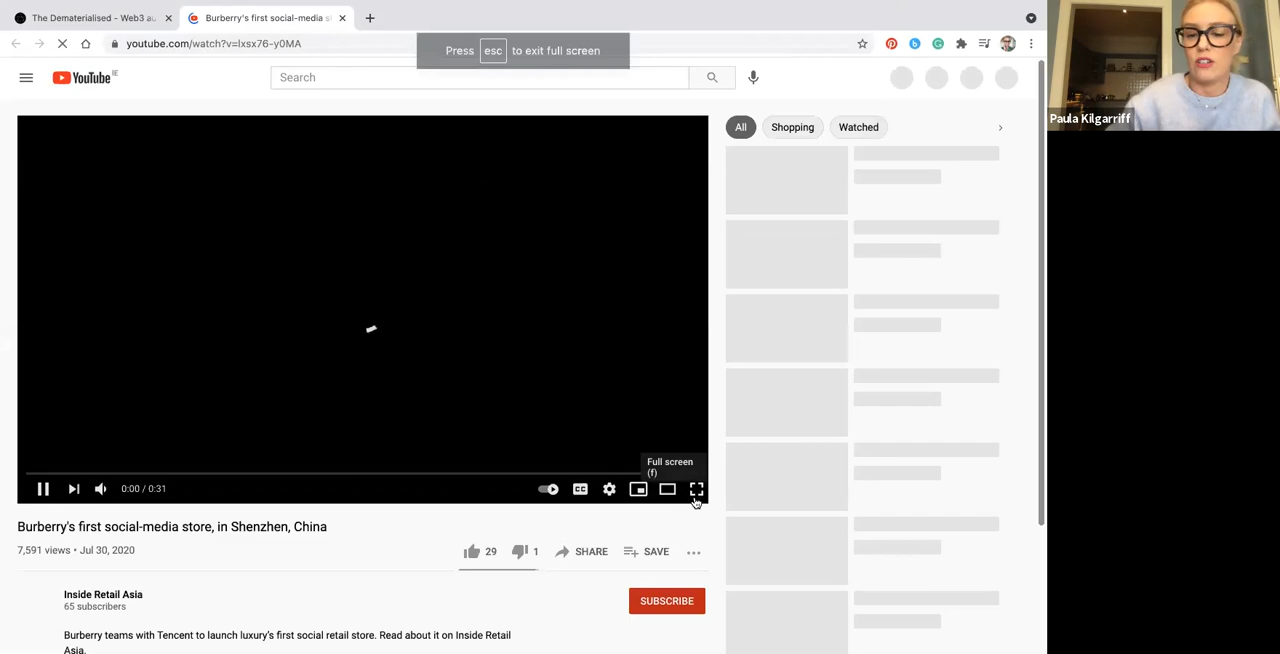 The Dematerialised - Web3 au
Burberry's first social-media s
youtube.com/watch?v=lxsx76-y0MA
Press esc to exit full screen
YouTube IE
Search
Paula Kilgarriff
All
Shopping
Watched
Full screen
(f)
0:00 / 0:31
CC
Burberry's first social-media store, in Shenzhen, China
7,591 views • Jul 30, 2020
29
1
SHARE
SAVE
Inside Retail Asia
65 subscribers
SUBSCRIBE
Burberry teams with Tencent to launch luxury's first social retail store. Read about it on Inside Retail
Asia.